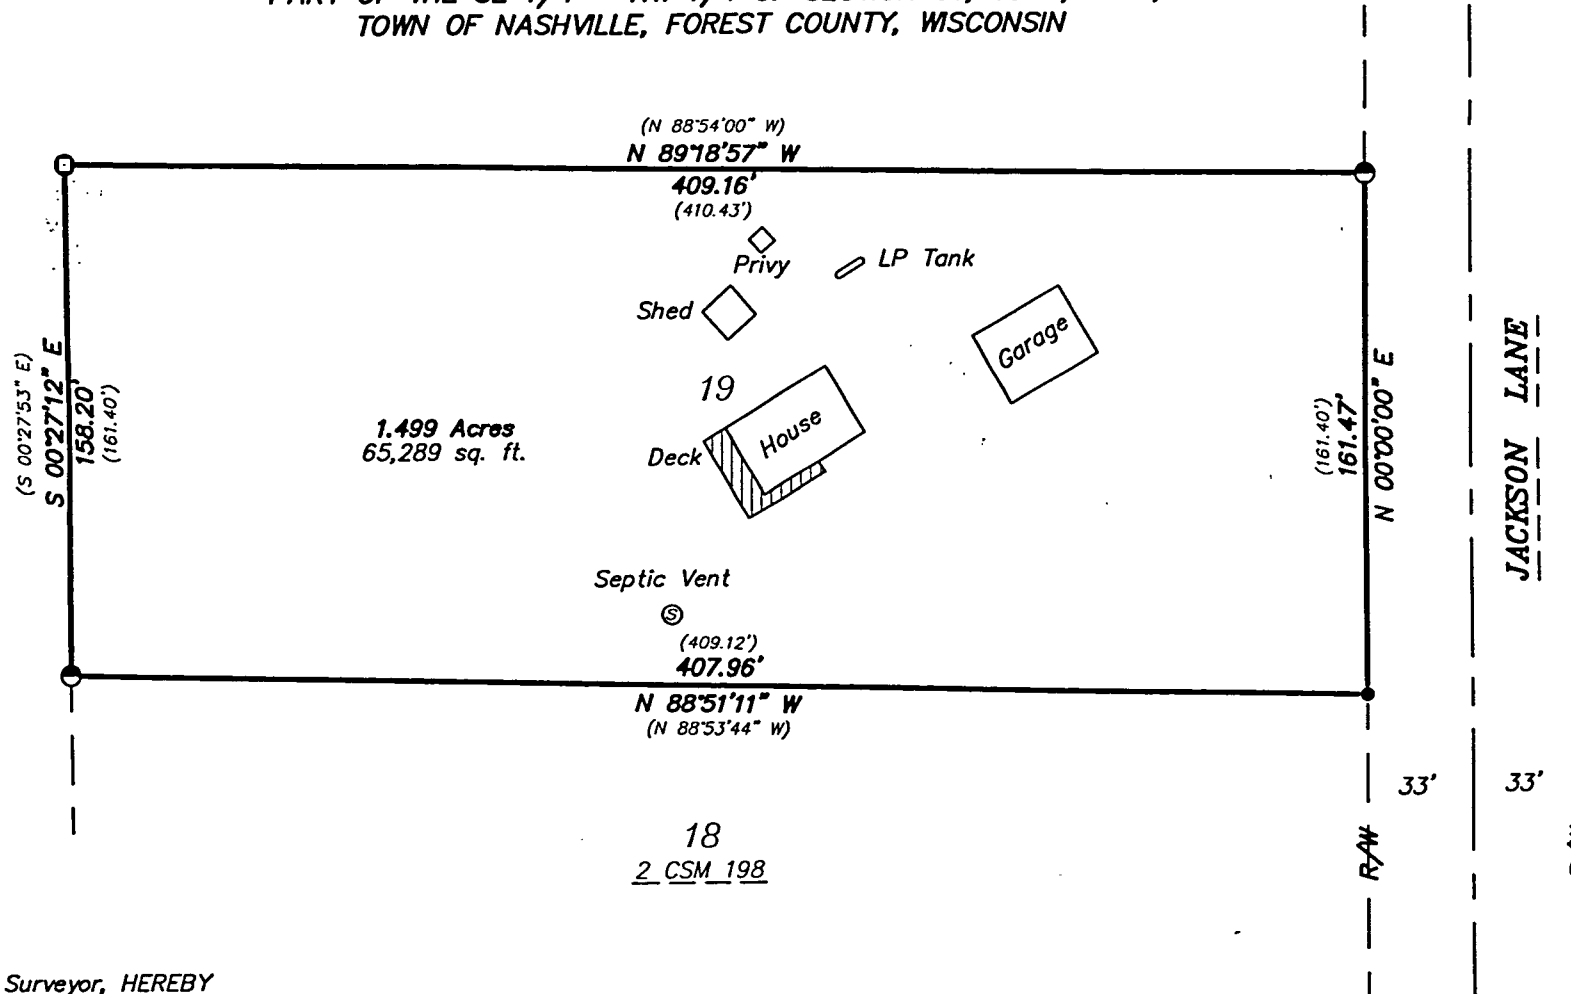 TOWN OF NASHVILLE, FOREST COUNTY, WISCONSIN
(N 88°54'00" W)
N 89°18'57" W
409.16'
(410.43')
Privy
LP Tank
Shed
Garage
19
House
Deck
1.499 Acres
65,289 sq. ft.
(S 00°27'53" E)
S 00°27'12" E
158.20'
(161.40')
(161.40')
161.47'
N 00°00'00" E
JACKSON LANE
Septic Vent
S
(409.12')
407.96'
N 88°51'11" W
(N 88°53'44" W)
33'
33'
18
2 CSM 198
R/W
Surveyor, HEREBY